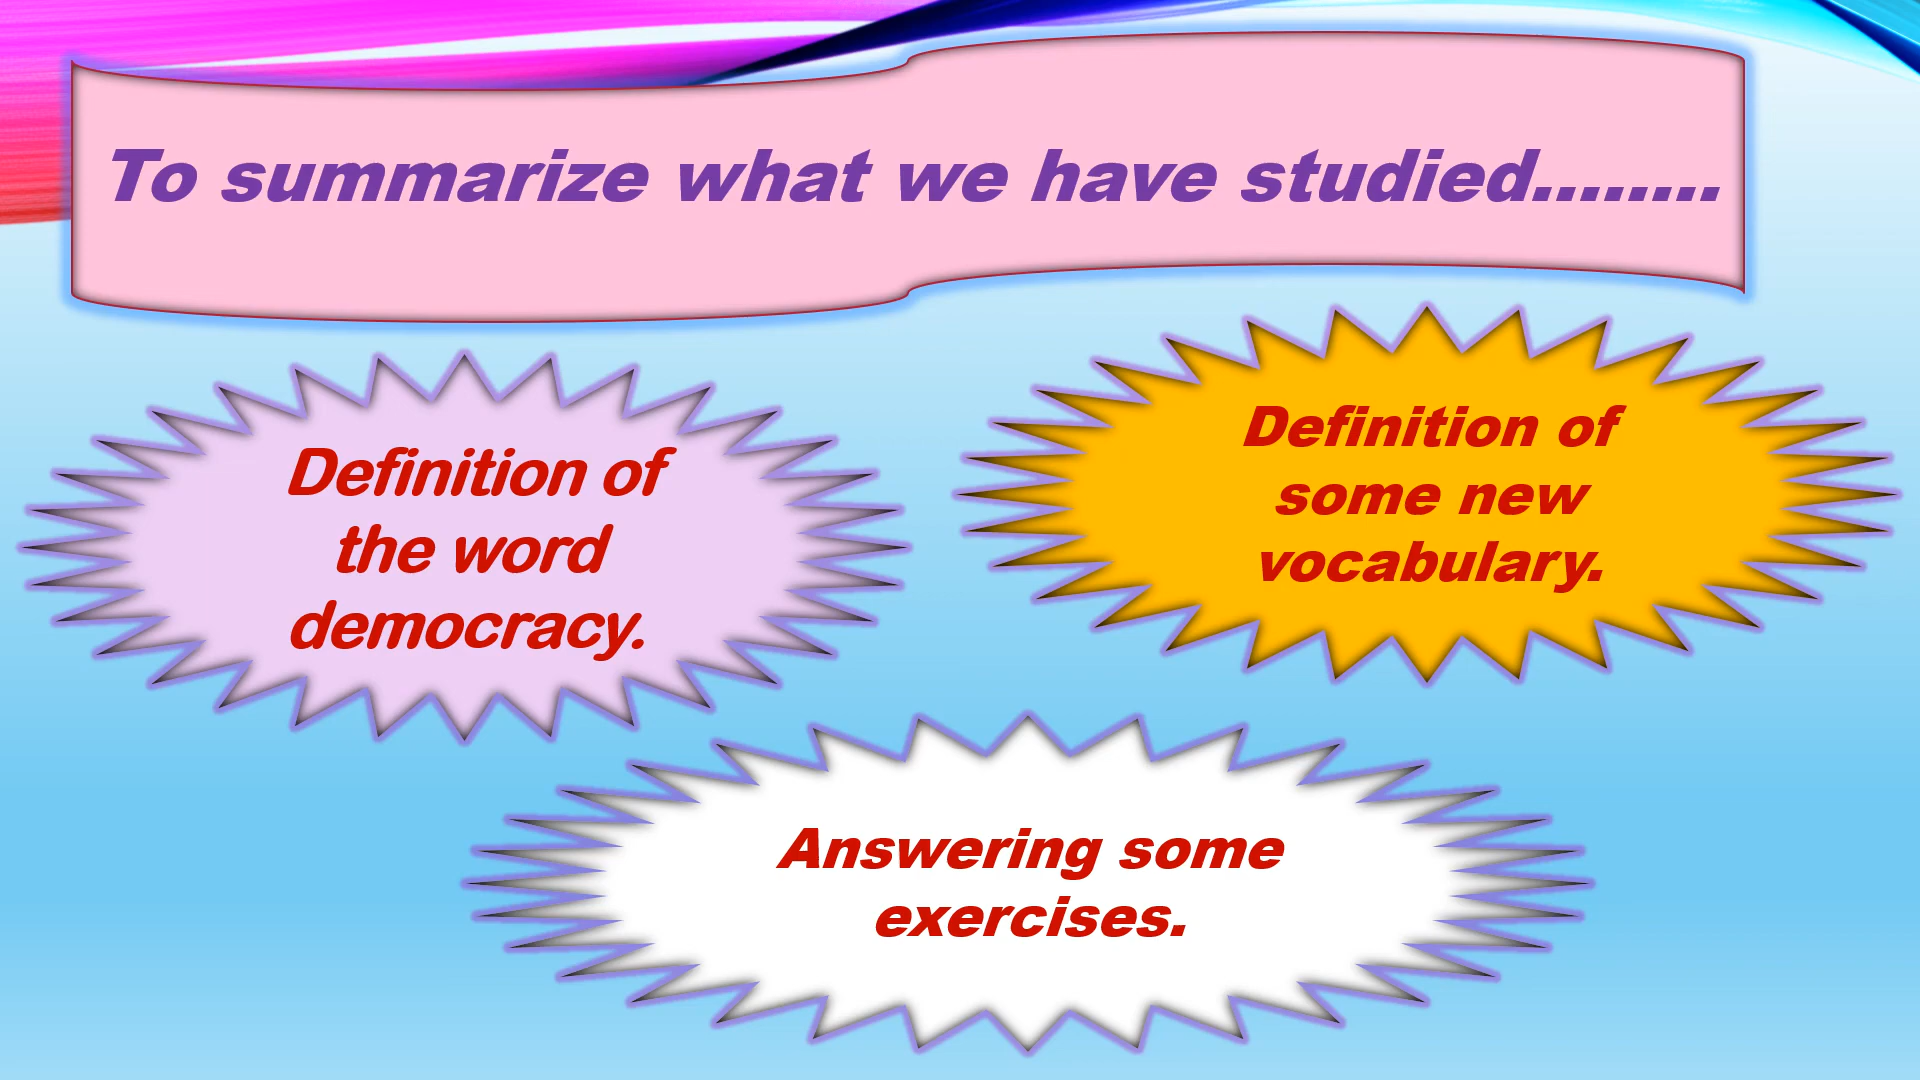 To summarize what we have studied........
Definition of
the word
democracy.
Definition of
some new
vocabulary.
Answering some
exercises.